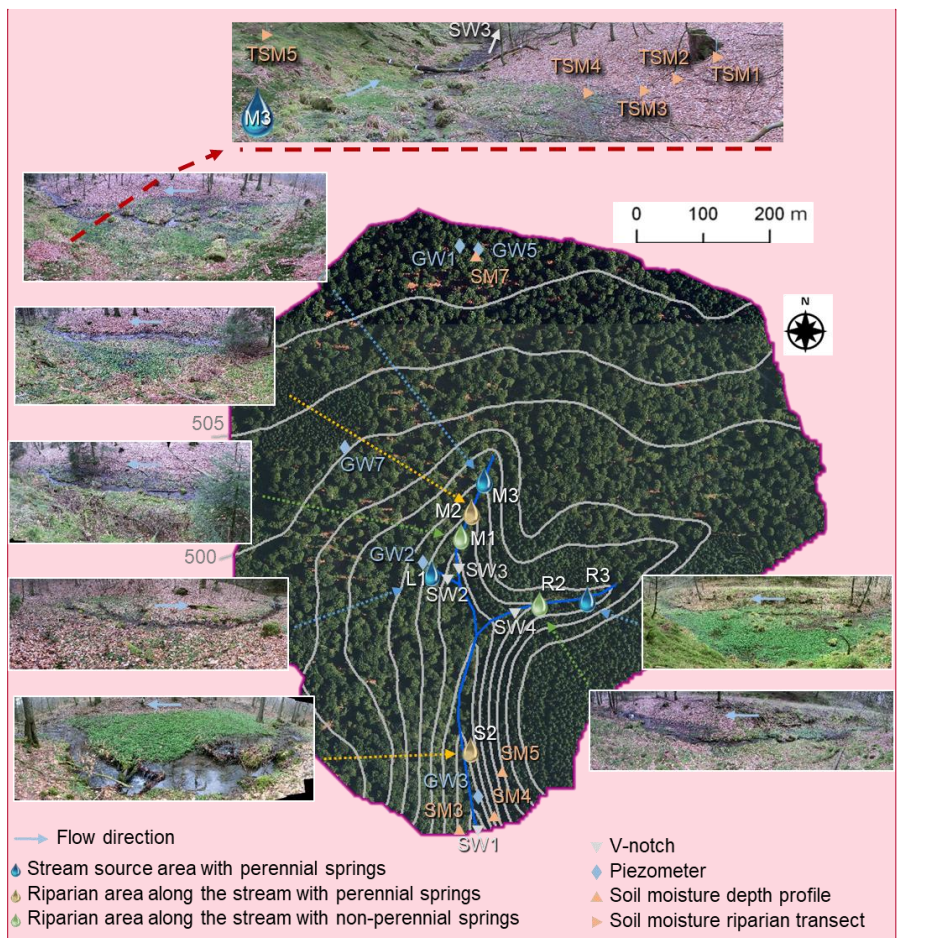 SW3
TSM5
TSM4
TSM2
TSM1
TSM3
M3
0 100 200 m
N
GW1
GW5
SM7
505
GW7
M3
M2
M1
500
GW2
L1
SW3
SW2
R2
R3
SW4
S2
SM5
GW3
SM4
SM3
SW1
Flow direction
Stream source area with perennial springs
Riparian area along the stream with perennial springs
Riparian area along the stream with non-perennial springs
V-notch
Piezometer
Soil moisture depth profile
Soil moisture riparian transect